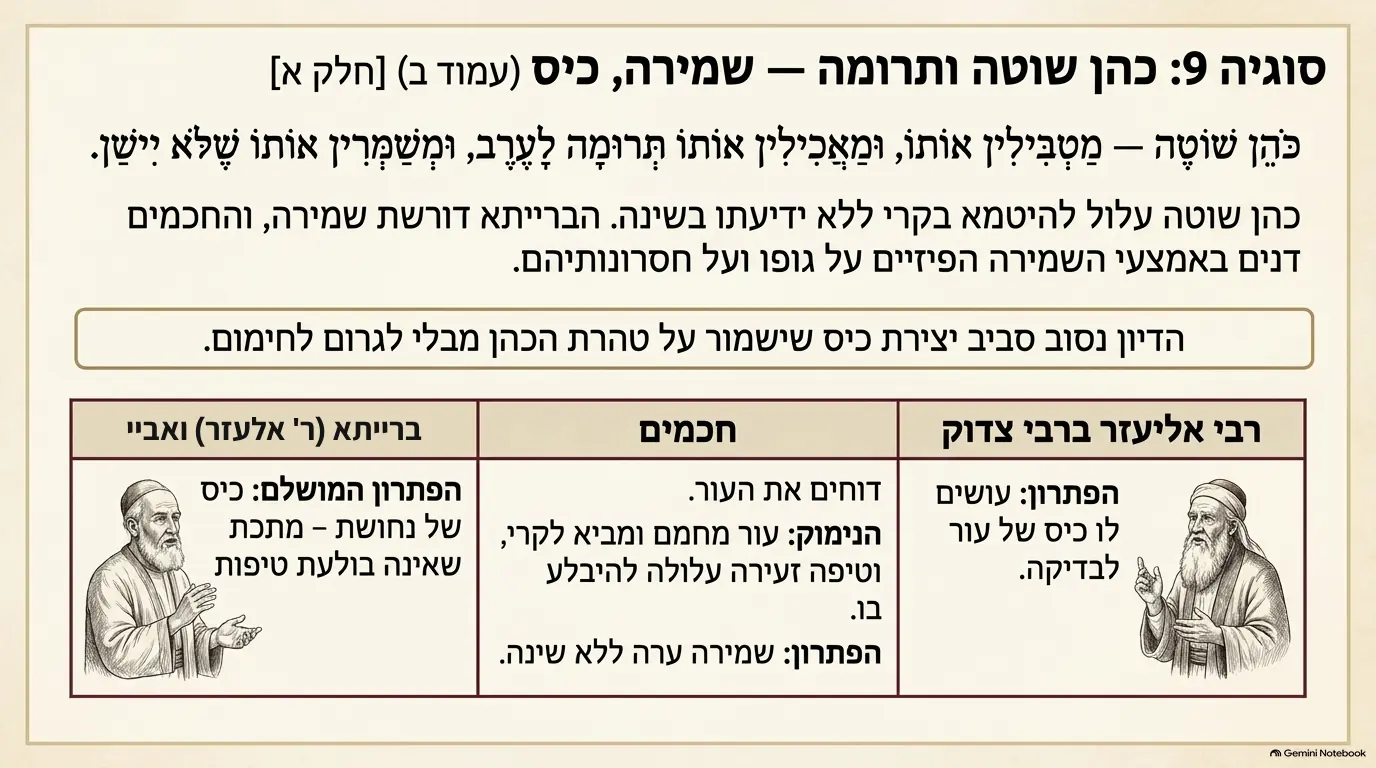 סוגיה 9: כהן שוטה ותרומה — שמירה, כיס (עמוד ב) [חלק א]
כֹּהֵן שׁוֹטֶה — מַטְבִּילִין אוֹתוֹ, וּמַאֲכִילִין אוֹתוֹ תְּרוּמָה לָעֶרֶב, וּמְשַׁמְּרִין אוֹתוֹ שֶׁלֹּא יִישַׁן.
כהן שוטה עלול להיטמא בקרי ללא ידיעתו בשינה. הברייתא דורשת שמירה, והחכמים
דנים באמצעי השמירה הפיזיים על גופו ועל חסרונותיהם.
הדיון נסוב סביב יצירת כיס שישמור על טהרת הכהן מבלי לגרום לחימום.
רבי אליעזר ברבי צדוק
הפתרון: עושים
לו כיס של עור
לבדיקה.
חכמים
דוחים את העור.
הנימוק: עור מחמם ומביא לקרי,
וטיפה זעירה עלולה להיבלע
בו.
הפתרון: שמירה ערה ללא שינה.
ברייתא (ר' אלעזר) ואביי
הפתרון המושלם: כיס
של נחושת – מתכת
שאינה בולעת טיפות
Gemini Notebook